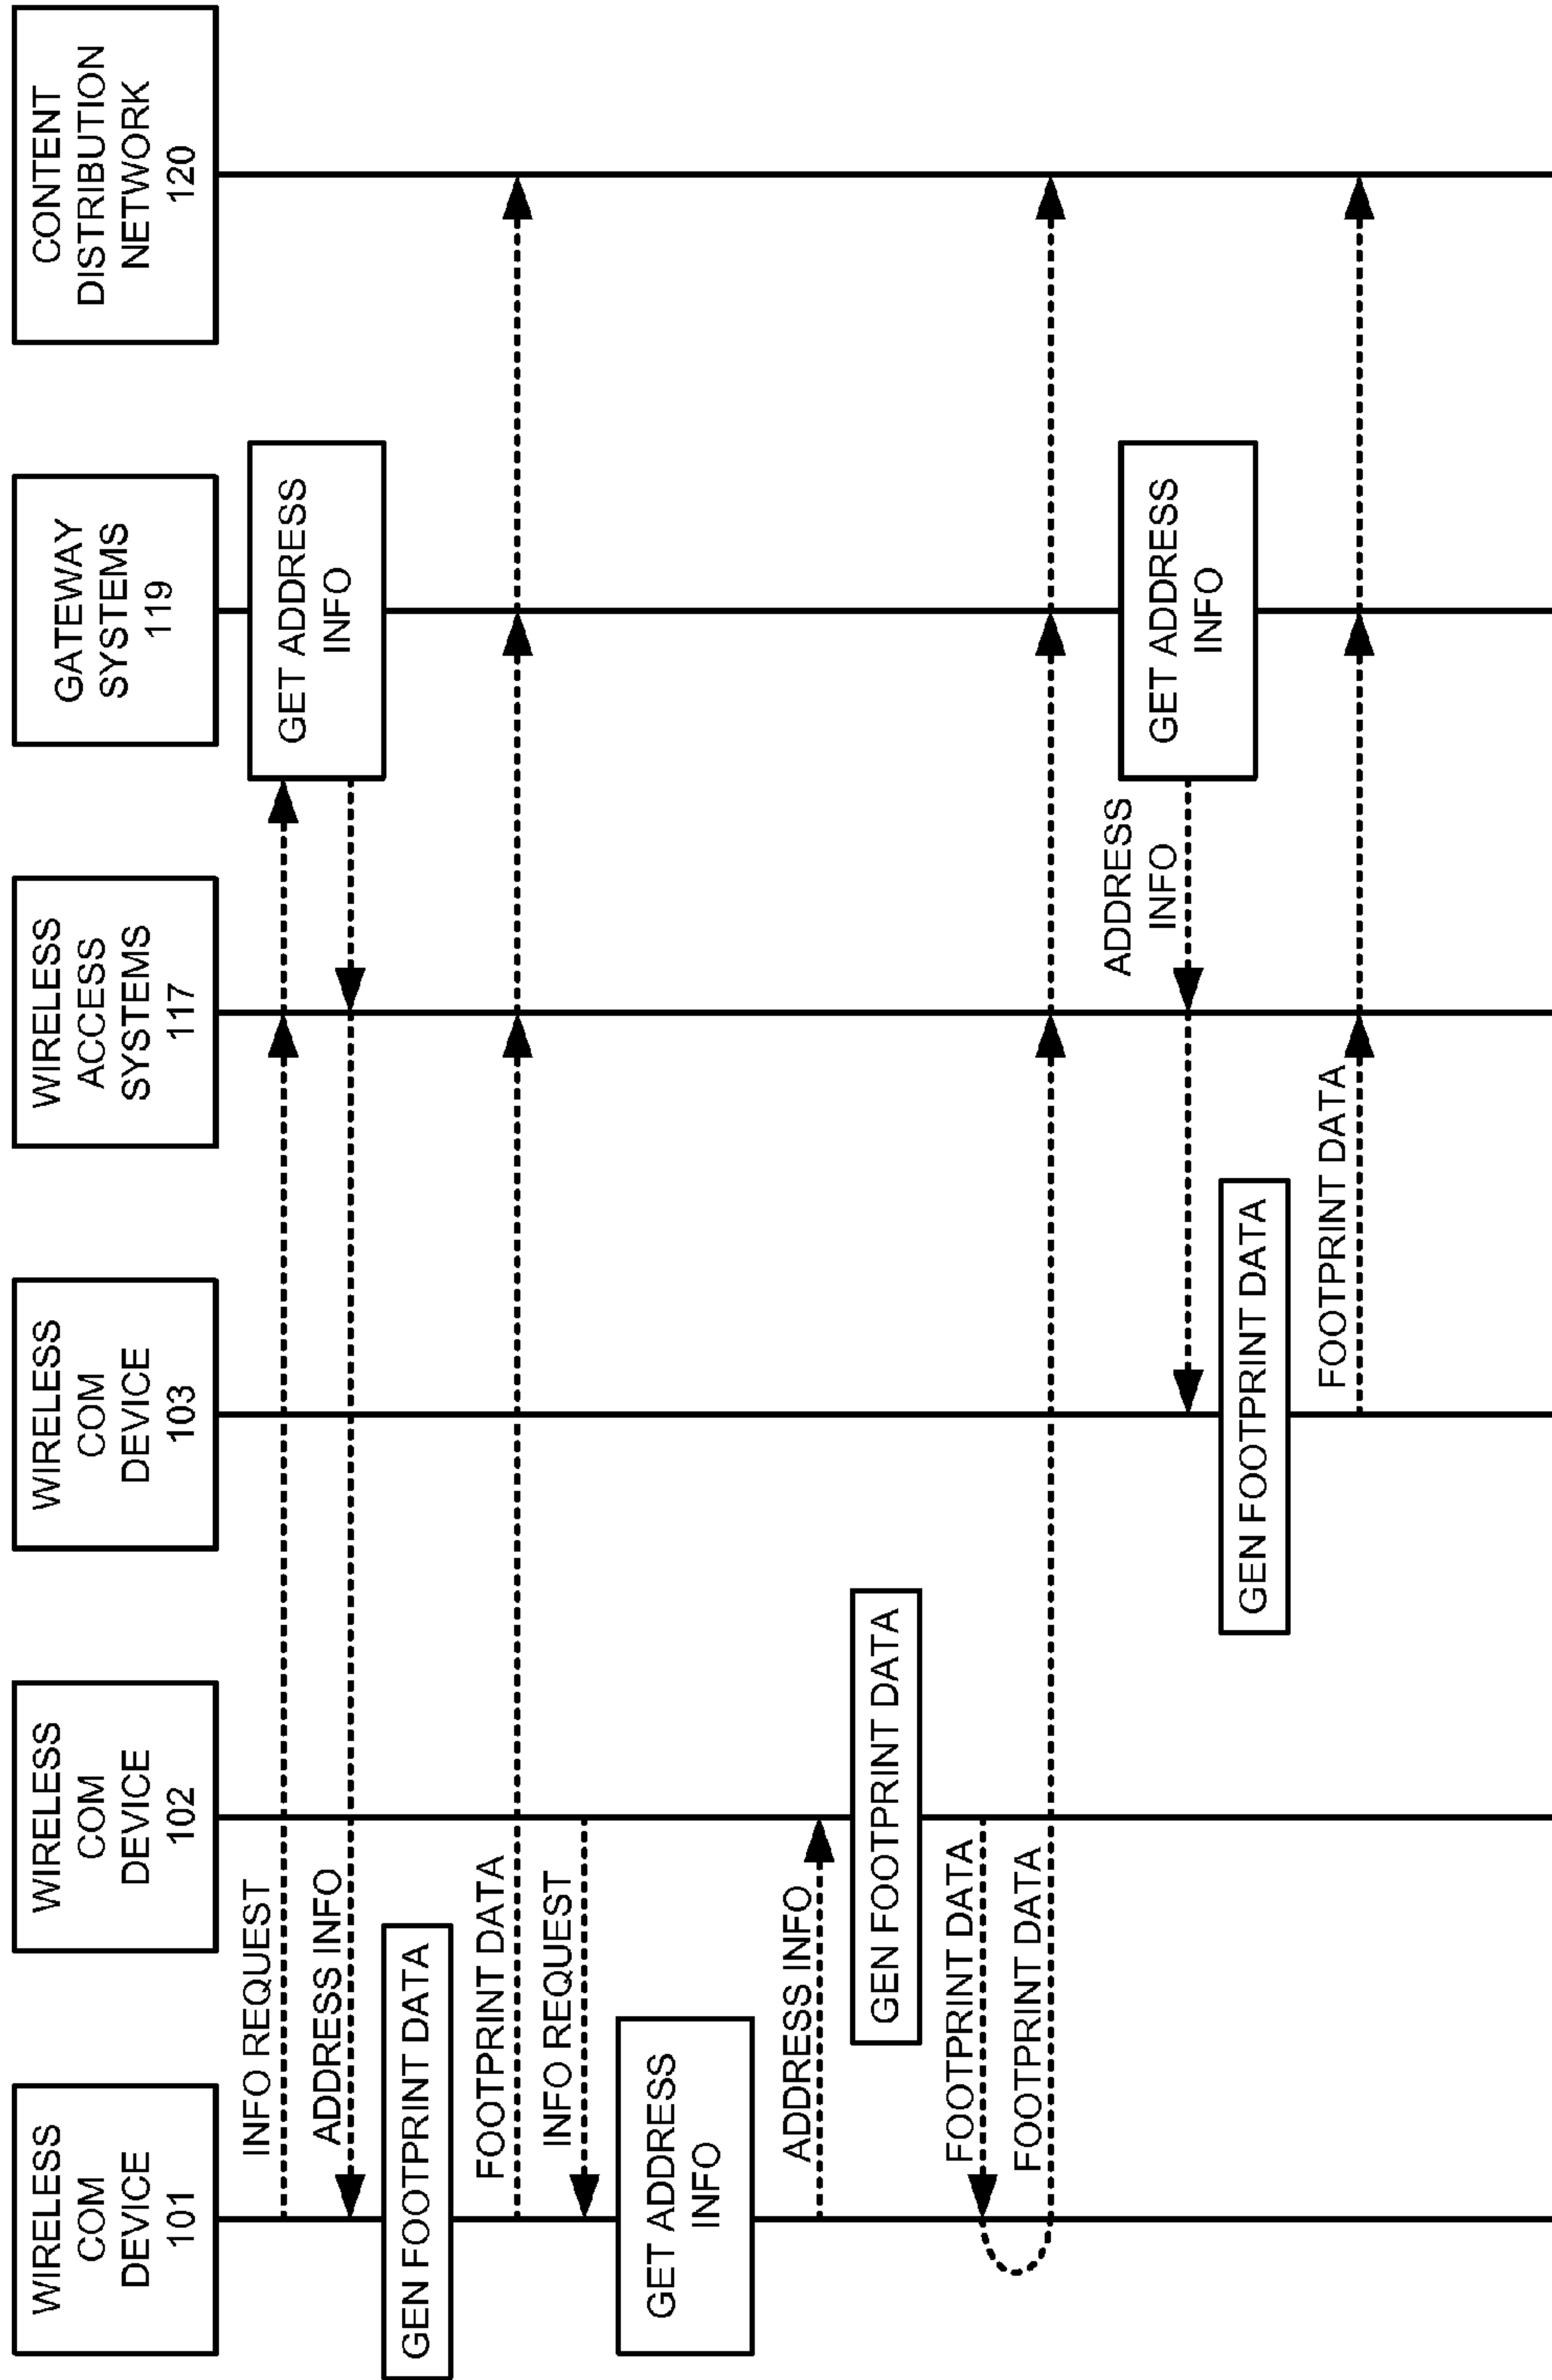 WIRELESS
COM
DEVICE
101
WIRELESS
COM
DEVICE
102
WIRELESS
COM
DEVICE
103
WIRELESS
ACCESS
SYSTEMS
117
GATEWAY
SYSTEMS
119
CONTENT
DISTRIBUTION
NETWORK
120
INFO REQUEST
GET ADDRESS
INFO
ADDRESS INFO
GEN FOOTPRINT DATA
FOOTPRINT DATA
INFO REQUEST
GET ADDRESS
INFO
ADDRESS INFO
GEN FOOTPRINT DATA
FOOTPRINT DATA
FOOTPRINT DATA
GET ADDRESS
INFO
ADDRESS
INFO
GEN FOOTPRINT DATA
FOOTPRINT DATA